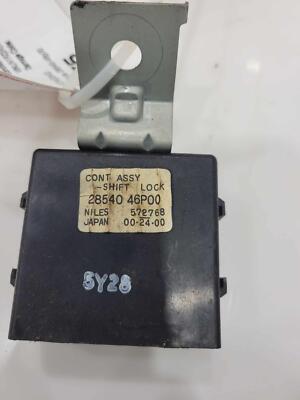 CONT ASSY
-SHIFT LOCK
28540 46P00
NILES 572768
JAPAN 00-24-00
5Y28